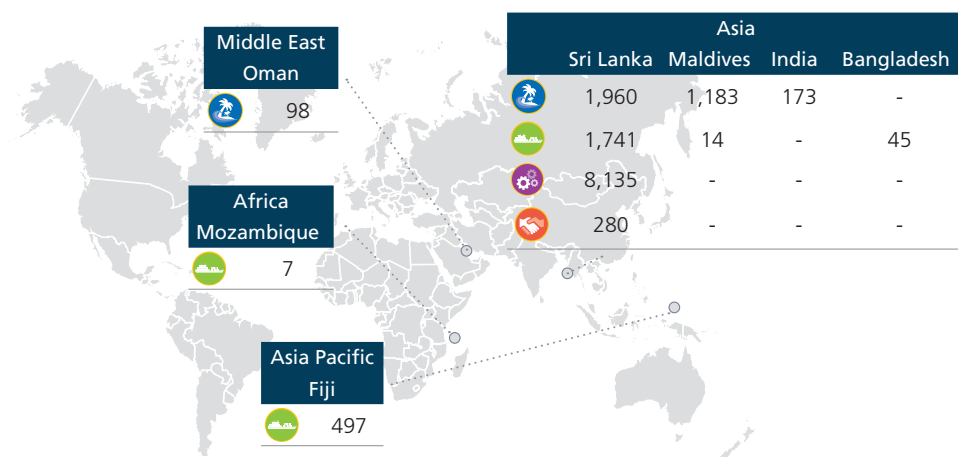 Middle East
Oman
98
Asia
Sri Lanka Maldives India Bangladesh
1,960 1,183 173 -
1,741 14 - 45
8,135 - - -
280 - - -
Africa
Mozambique
7
Asia Pacific
Fiji
497